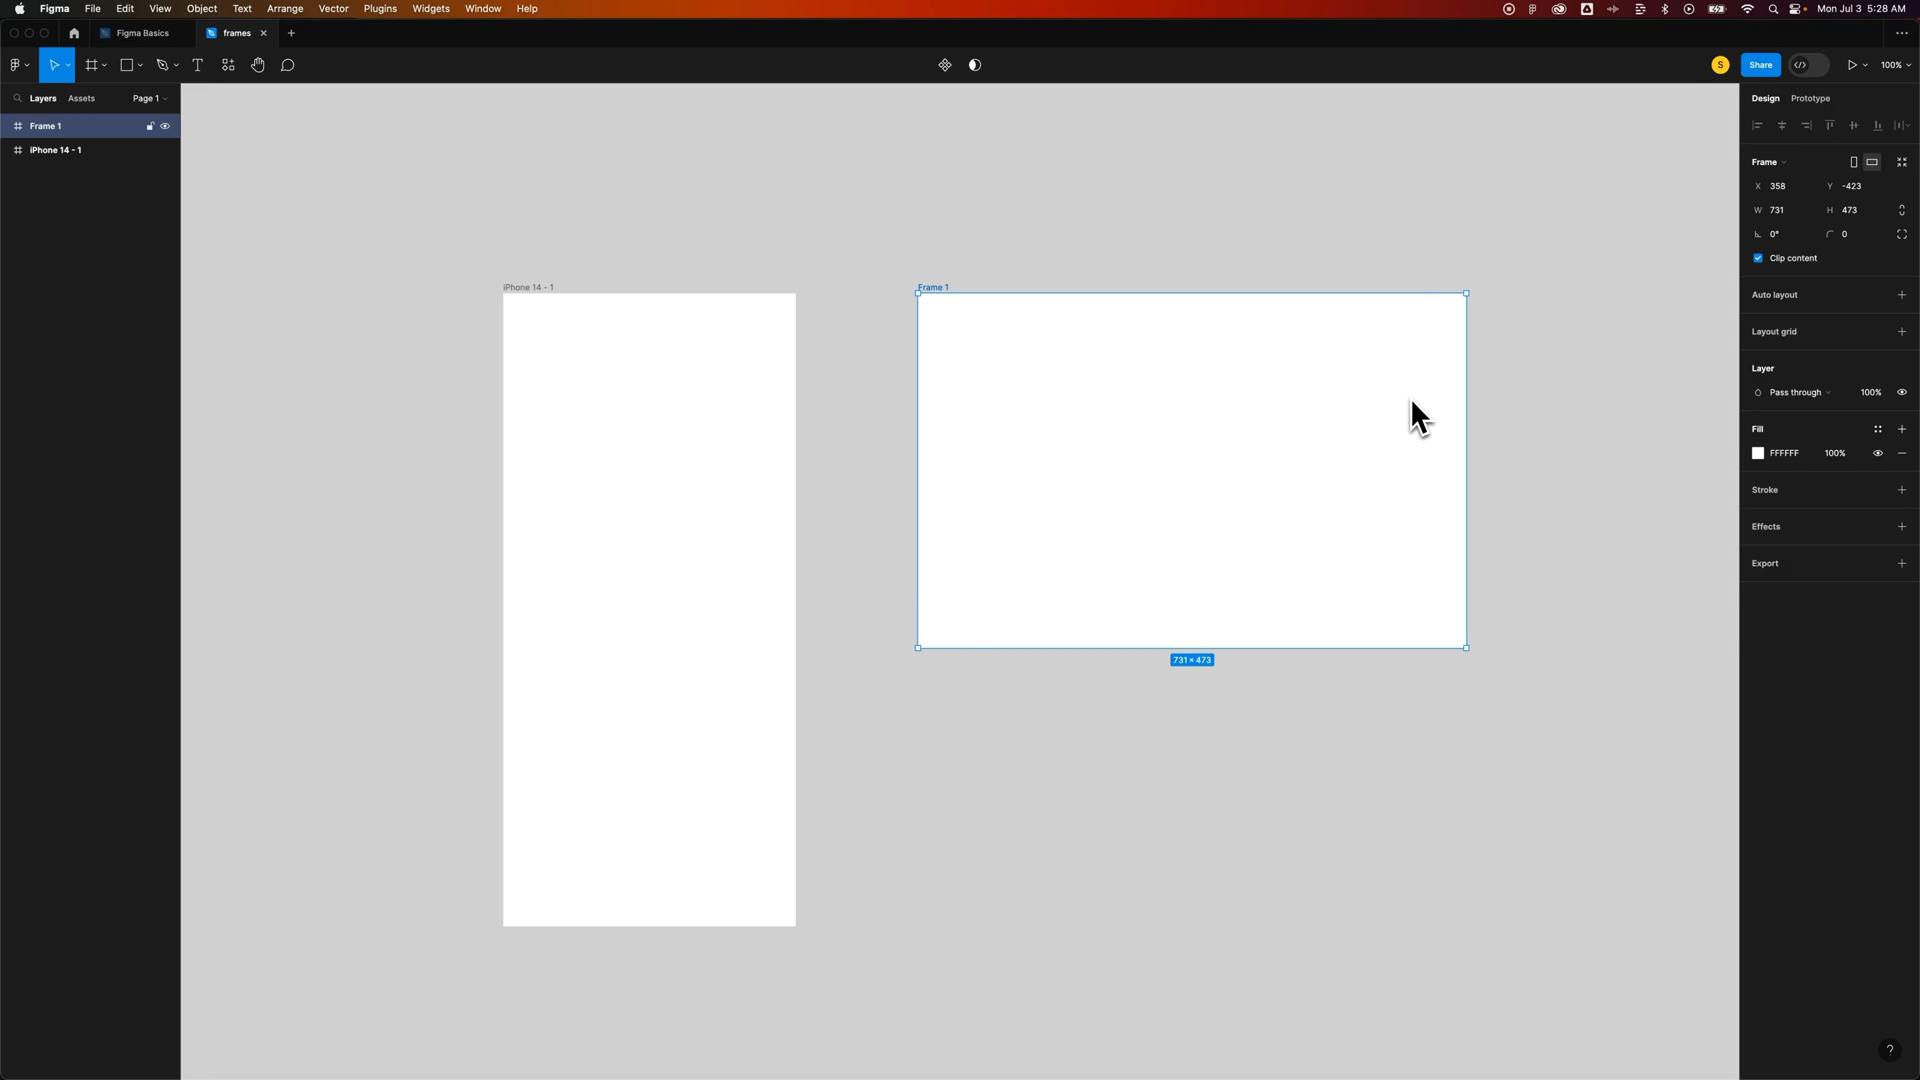 Figma File Edit View Object Text Arrange Vector Plugins Widgets Window Help Mon Jul 3 5:28 AM
Figma Basics frames
S Share 100%
Layers Assets Page 1
Frame 1
iPhone 14 - 1
iPhone 14 - 1
Frame 1
731 × 473
Design Prototype
Frame
X 358 Y -423
W 731 H 473
0° 0
Clip content
Auto layout
Layout grid
Layer
Pass through 100%
Fill
FFFFFF 100%
Stroke
Effects
Export
?